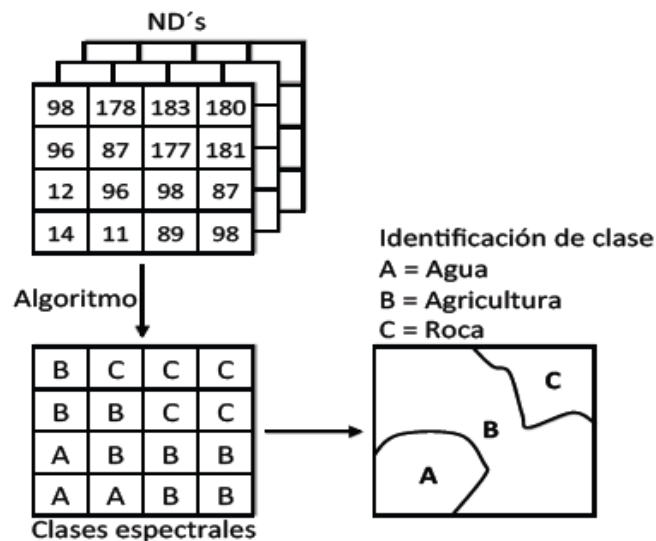 ND´s
98 178 183 180
96 87 177 181
12 96 98 87
14 11 89 98
Algoritmo
Identificación de clase
A = Agua
B = Agricultura
C = Roca
B C C C
B B C C
A B B B
A A B B
Clases espectrales
C
B
A